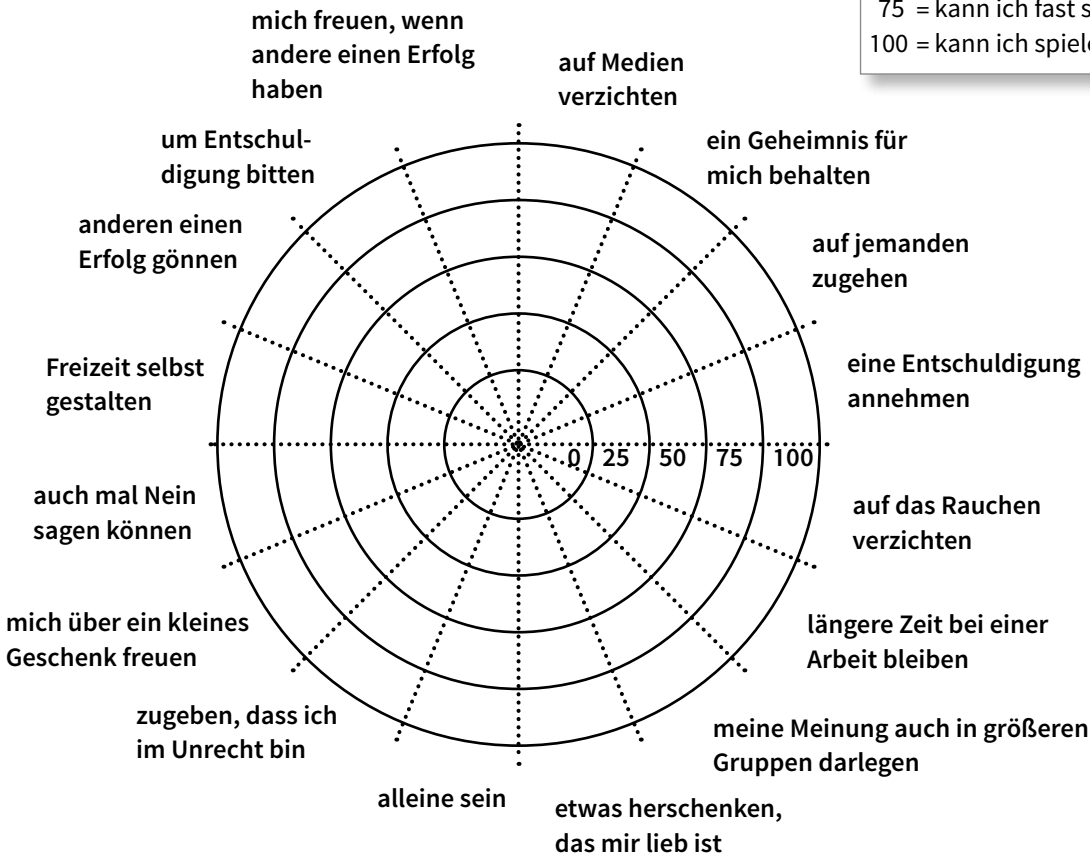 75 = kann ich fast
100 = kann ich
mich freuen, wenn
andere einen Erfolg
haben
auf Medien
verzichten
um Entschul-
digung bitten
ein Geheimnis für
mich behalten
anderen einen
Erfolg gönnen
auf jemanden
zugehen
Freizeit selbst
gestalten
eine Entschuldigung
annehmen
0 25 50 75 100
auch mal Nein
sagen können
auf das Rauchen
verzichten
mich über ein kleines
Geschenk freuen
längere Zeit bei einer
Arbeit bleiben
zugeben, dass ich
im Unrecht bin
meine Meinung auch in größeren
Gruppen darlegen
alleine sein
etwas herschenken,
das mir lieb ist